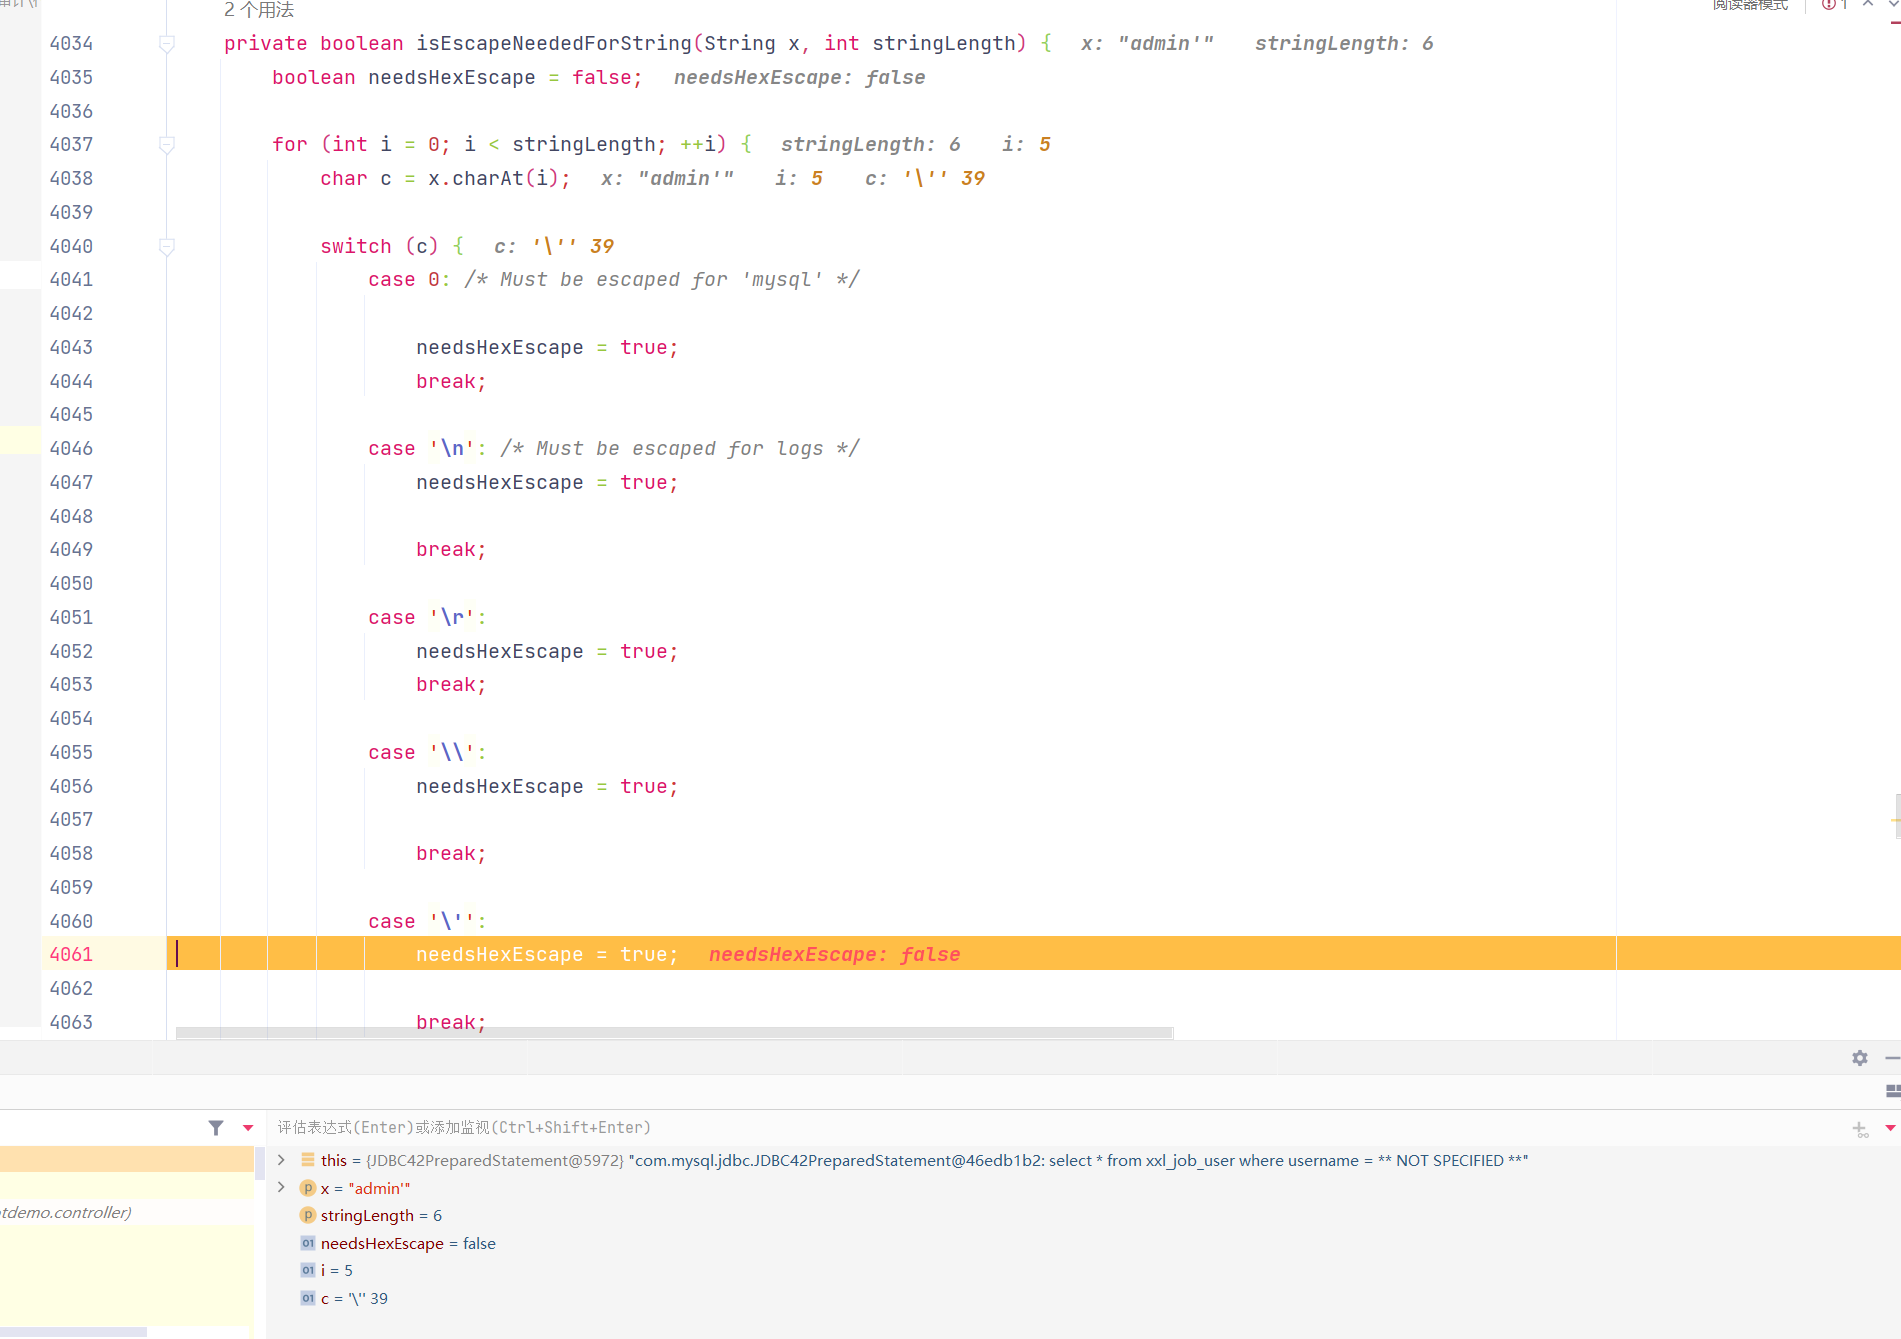 2 个用法
阅读器模式 1
4034 private boolean isEscapeNeededForString(String x, int stringLength) { x: "admin'" stringLength: 6
4035 boolean needsHexEscape = false; needsHexEscape: false
4036
4037 for (int i = 0; i < stringLength; ++i) { stringLength: 6 i: 5
4038 char c = x.charAt(i); x: "admin'" i: 5 c: '\'' 39
4039
4040 switch (c) { c: '\'' 39
4041 case 0: /* Must be escaped for 'mysql' */
4042
4043 needsHexEscape = true;
4044 break;
4045
4046 case '\n': /* Must be escaped for logs */
4047 needsHexEscape = true;
4048
4049 break;
4050
4051 case '\r':
4052 needsHexEscape = true;
4053 break;
4054
4055 case '\\':
4056 needsHexEscape = true;
4057
4058 break;
4059
4060 case '\'':
4061 needsHexEscape = true; needsHexEscape: false
4062
4063 break;
评估表达式(Enter)或添加监视(Ctrl+Shift+Enter)
this = {JDBC42PreparedStatement@5972} "com.mysql.jdbc.JDBC42PreparedStatement@46edb1b2: select * from xxl_job_user where username = ** NOT SPECIFIED **"
p x = "admin'"
tdemo.controller)
p stringLength = 6
01 needsHexEscape = false
01 i = 5
01 c = '\'' 39